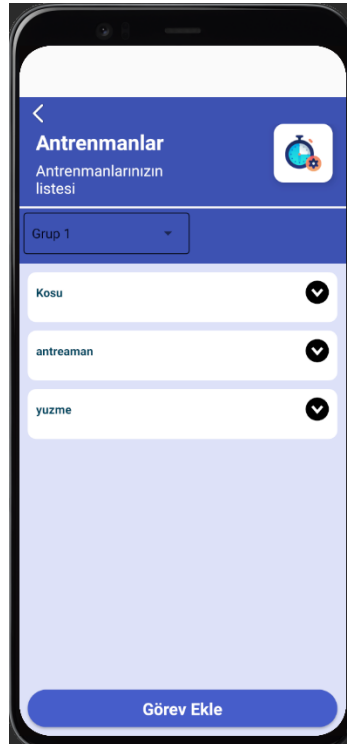 Antrenmanlar
Antrenmanlarınızın
listesi
Grup 1
Kosu
antreaman
yuzme
Görev Ekle